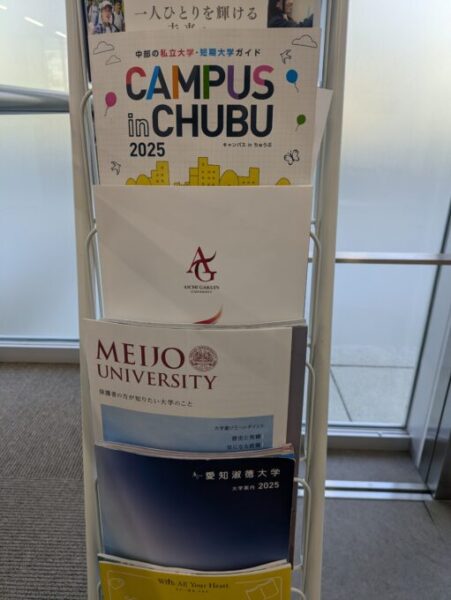 一人ひとりを輝ける
中部の私立大学・短期大学ガイド
CAMPUS
in CHUBU
2025
キャンパス in ちゅうぶ
AG
AICHI GAKUIN
UNIVERSITY
MEIJO
UNIVERSITY
保護者の方が知りたい大学のこと
愛知淑徳大学
大学案内 2025
With All Your Heart.